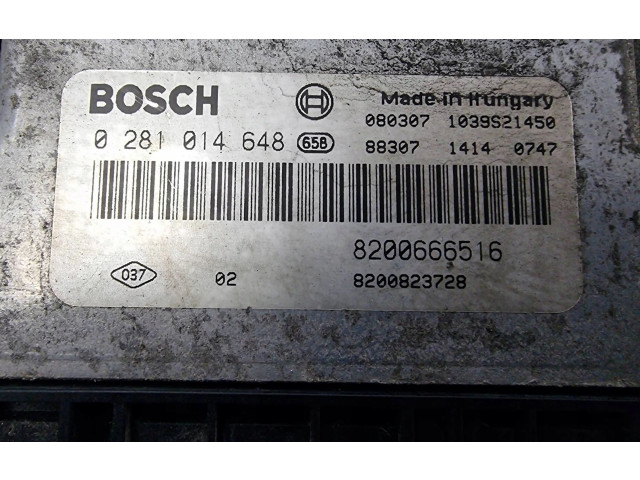 BOSCH
Made in Hungary
080307 1039S21450
0 281 014 648 65B
88307 1414 0747
8200666516
037 02
8200823728